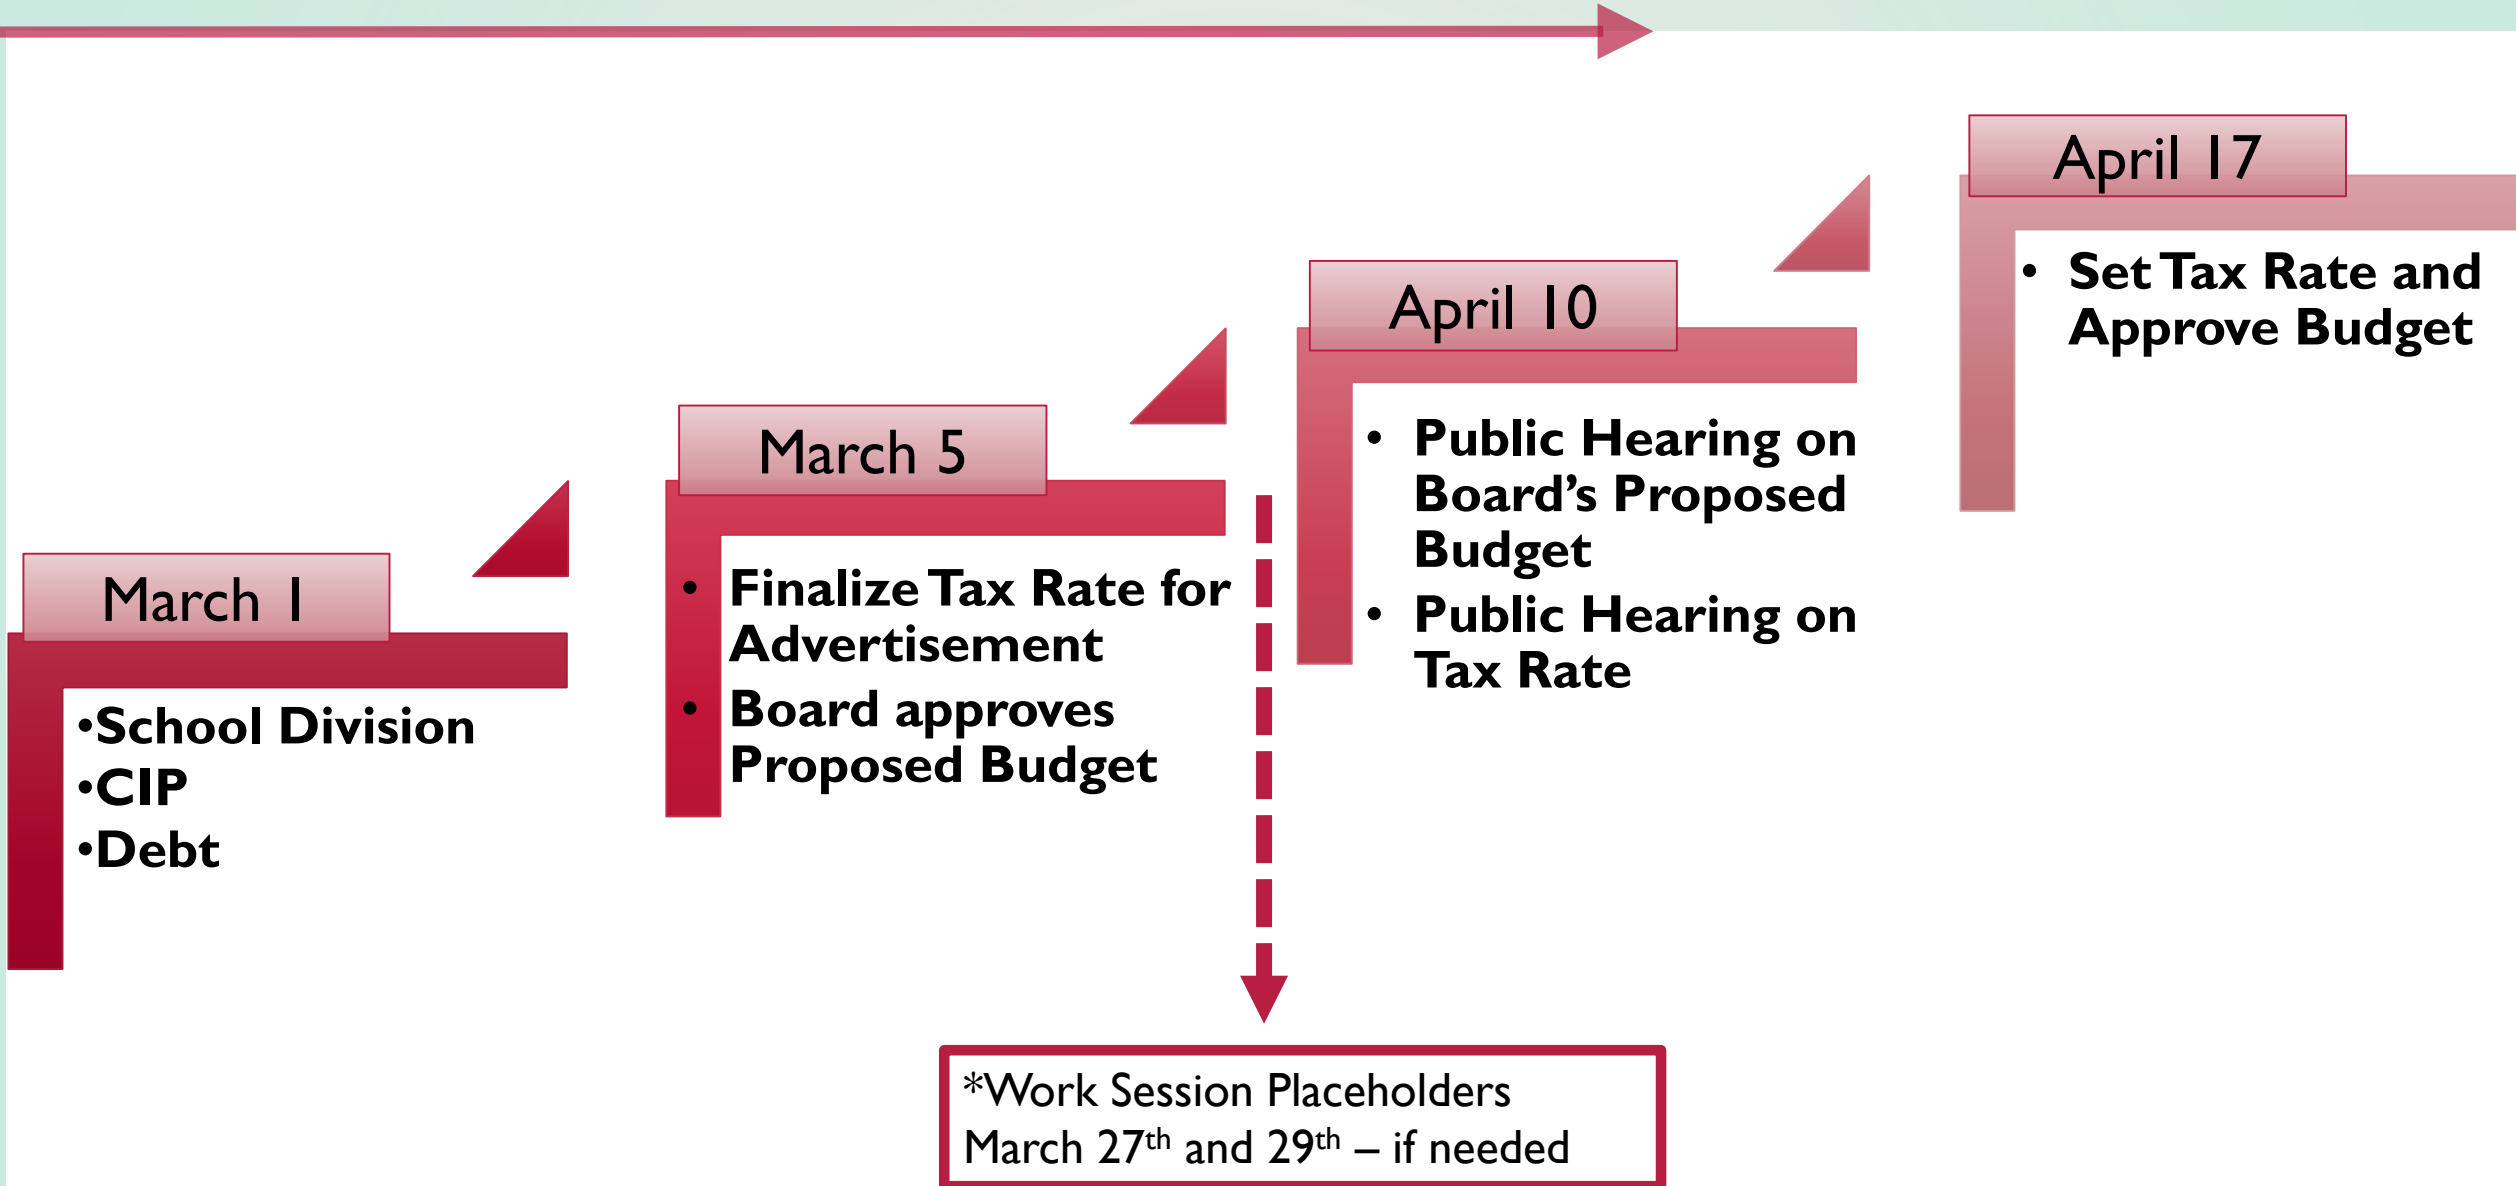 March 1
•School Division
•CIP
•Debt
March 5
• Finalize Tax Rate for
Advertisement
• Board approves
Proposed Budget
April 10
• Public Hearing on
Board’s Proposed
Budget
• Public Hearing on
Tax Rate
April 17
• Set Tax Rate and
Approve Budget
*Work Session Placeholders
March 27th and 29th – if needed